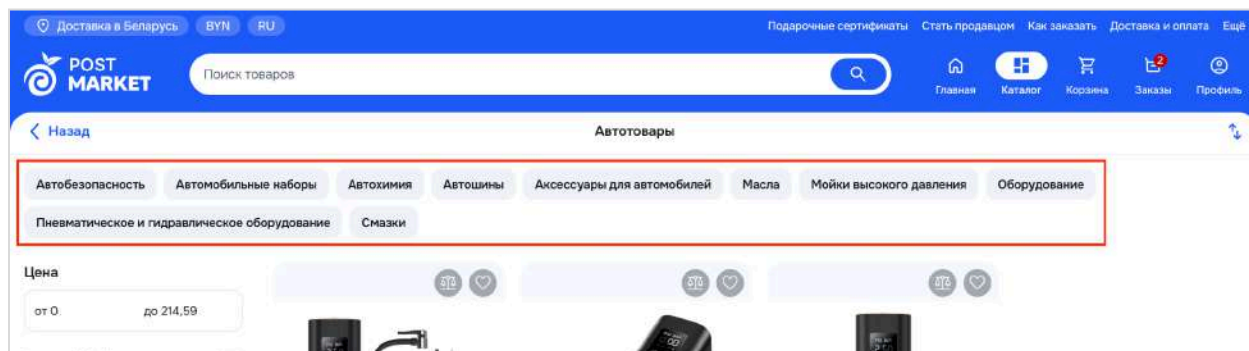 Доставка в Беларусь BYN RU Подарочные сертификаты Стать продавцом Как заказать Доставка и оплата Ещё
POST MARKET
Поиск товаров
Главная Каталог Корзина 2 Заказы Профиль
Назад Автотовары
Автобезопасность Автомобильные наборы Автохимия Автошины Аксессуары для автомобилей Масла Мойки высокого давления Оборудование
Пневматическое и гидравлическое оборудование Смазки
Цена
от 0 до 214,59